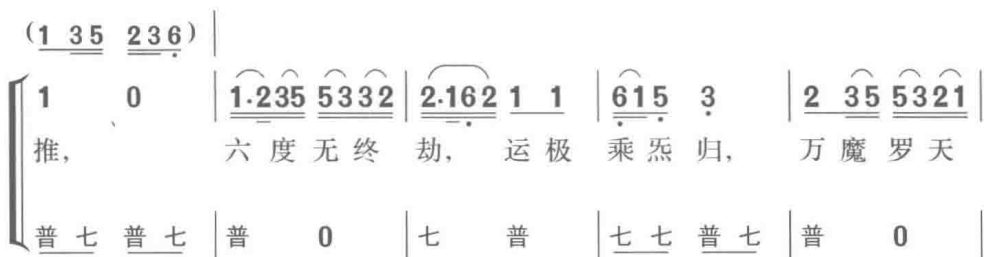 (1 35 236)
1 0 1·235 5332 2·162 1 1 615 3 2 35 5321
推， 六 度 无 终 劫， 运 极 乘 炁 归， 万 魔 罗 天
普 七 普 七 普 0 七 普 七 七 普 七 普 0